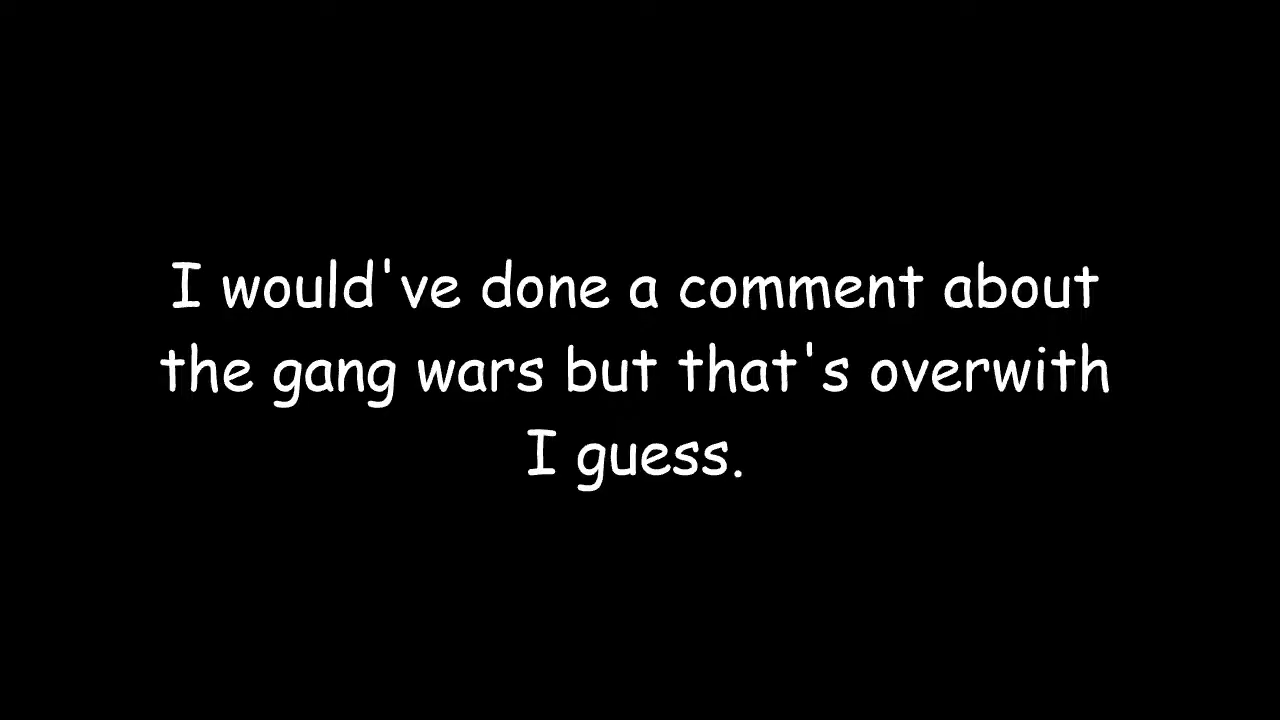 I would've done a comment about
the gang wars but that's overwith
I guess.